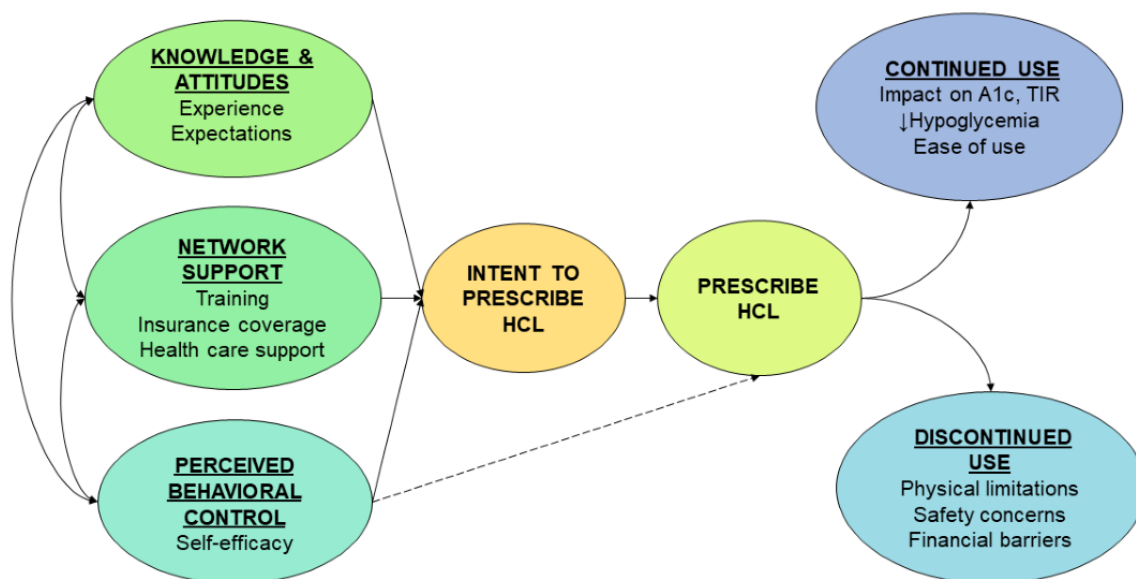 KNOWLEDGE &
ATTITUDES
Experience
Expectations
NETWORK
SUPPORT
Training
Insurance coverage
Health care support
PERCEIVED
BEHAVIORAL
CONTROL
Self-efficacy
INTENT TO
PRESCRIBE
HCL
PRESCRIBE
HCL
CONTINUED USE
Impact on A1c, TIR
↓Hypoglycemia
Ease of use
DISCONTINUED
USE
Physical limitations
Safety concerns
Financial barriers